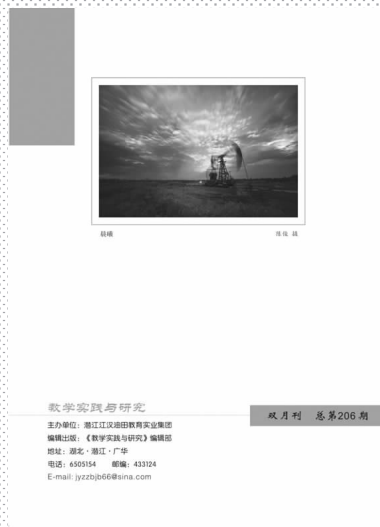 晨曦
摄
教学实践与研究
双月刊 总第206期
主办单位：潜江江汉油田教育实业集团
编辑出版：《教学实践与研究》编辑部
地址：湖北·潜江·广华
电话：6505154 邮编：433124
E-mail: jyzzbjb66@sina.com